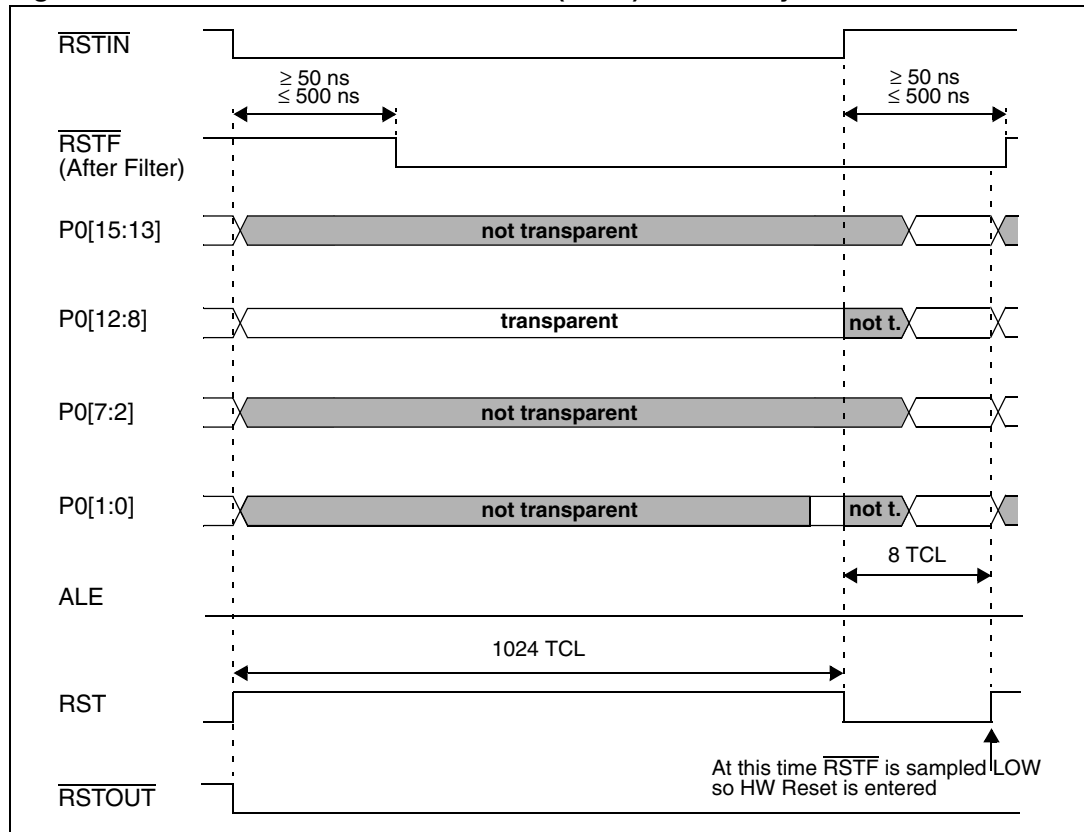 RSTIN
≥ 50 ns
≤ 500 ns
≥ 50 ns
≤ 500 ns
RSTF
(After Filter)
P0[15:13]
not transparent
P0[12:8]
transparent
not t.
P0[7:2]
not transparent
P0[1:0]
not transparent
not t.
8 TCL
ALE
1024 TCL
RST
At this time RSTF is sampled LOW
so HW Reset is entered
RSTOUT